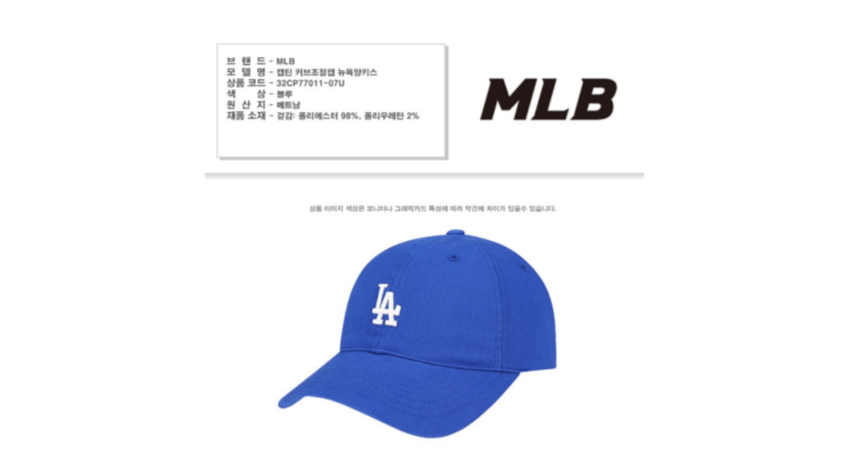 브 랜 드 - MLB
모 델 명 - 캡틴 커브조절캡 뉴욕양키스
상품 코드 - 32CP77011-07U
색 상 - 블루
원 산 지 - 베트남
재품 소재 - 겉감: 폴리에스터 98%, 폴리우레탄 2%
MLB
상품 이미지 색상은 모니터나 그래픽카드 특성에 따라 약간에 차이가 있을수 있습니다.
LA